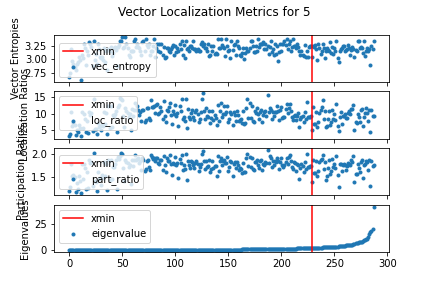 Vector Localization Metrics for 5
Vector Entropies
3.25
3.00
2.75
xmin
vec_entropy
Localization Ratios
15
10
5
xmin
loc_ratio
Participation Ratios
2.0
1.5
xmin
part_ratio
Eigenvalues
25
0
xmin
eigenvalue
0 50 100 150 200 250 300